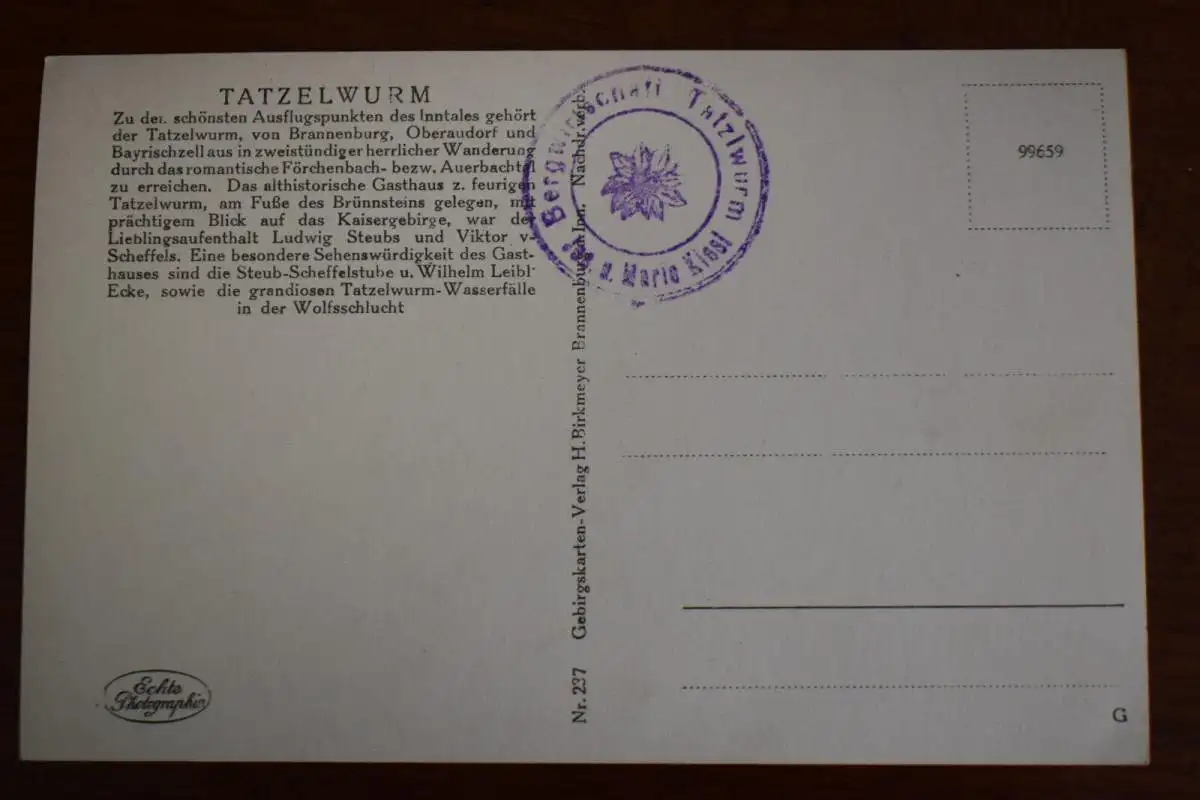 TATZELWURM
Zu den schönsten Ausflugspunkten des Inntales gehört
der Tatzelwurm, von Brannenburg, Oberaudorf und
Bayrischzell aus in zweistündiger herrlicher Wanderung
durch das romantische Förchenbach- bezw. Auerbachtal
zu erreichen. Das althistorische Gasthaus z. feurigen
Tatzelwurm, am Fuße des Brünnsteins gelegen, mit
prächtigem Blick auf das Kaisergebirge, war der
Lieblingsaufenthalt Ludwig Steubs und Viktor v-
Scheffels. Eine besondere Sehenswürdigkeit des Gast-
hauses sind die Steub-Scheffelstube u. Wilhelm Leibl-
Ecke, sowie die grandiosen Tatzelwurm-Wasserfälle
in der Wolfsschlucht
Echte
Photographie
Nr. 237 Gebirgskarten-Verlag H. Birkmeyer Brannenburg a. Inn. Nachdr. verb.
Bergwirtschaft Tatzlwurm
u. Marie Kiesl
99659
G